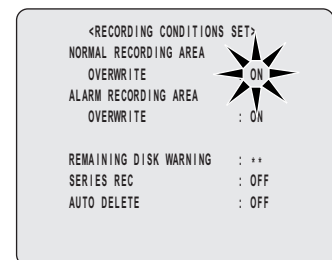 <RECORDING CONDITIONS SET>
NORMAL RECORDING AREA
OVERWRITE : ON
ALARM RECORDING AREA
OVERWRITE : ON
REMAINING DISK WARNING : **
SERIES REC : OFF
AUTO DELETE : OFF